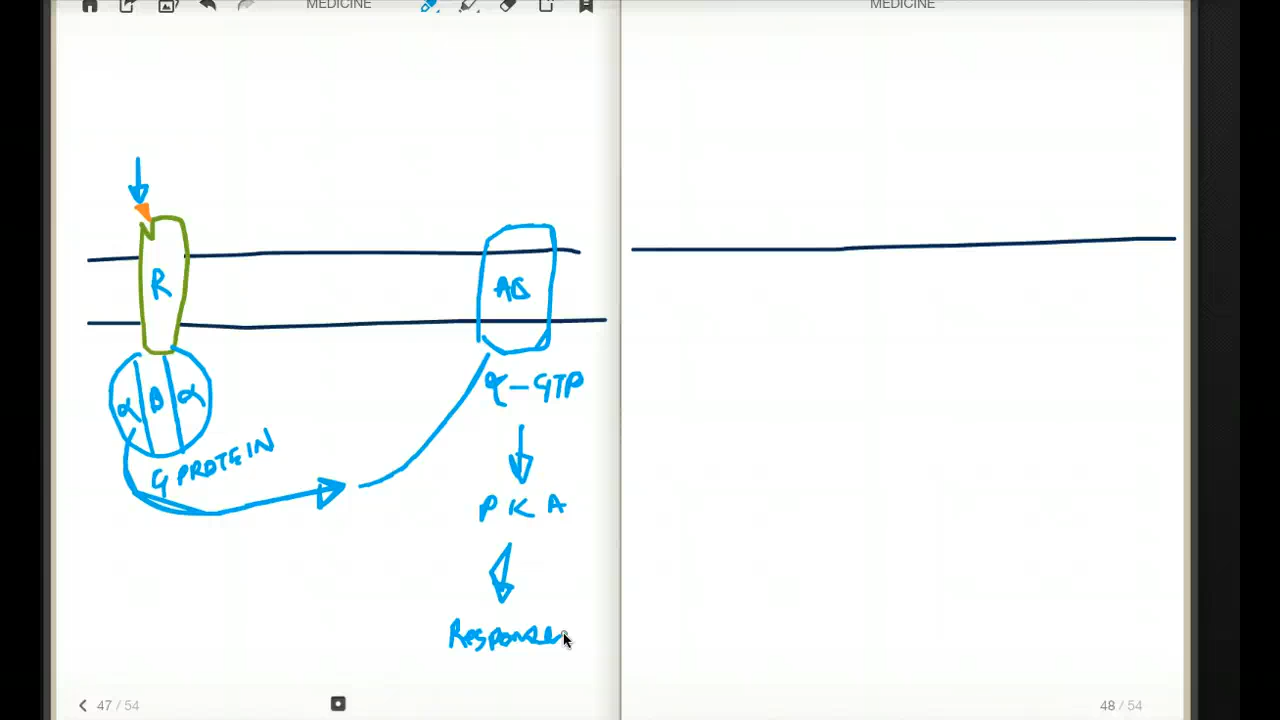 MEDICINE
MEDICINE
R
AC
α β α
G PROTEIN
α-GTP
PKA
Response
47 / 54
48 / 54